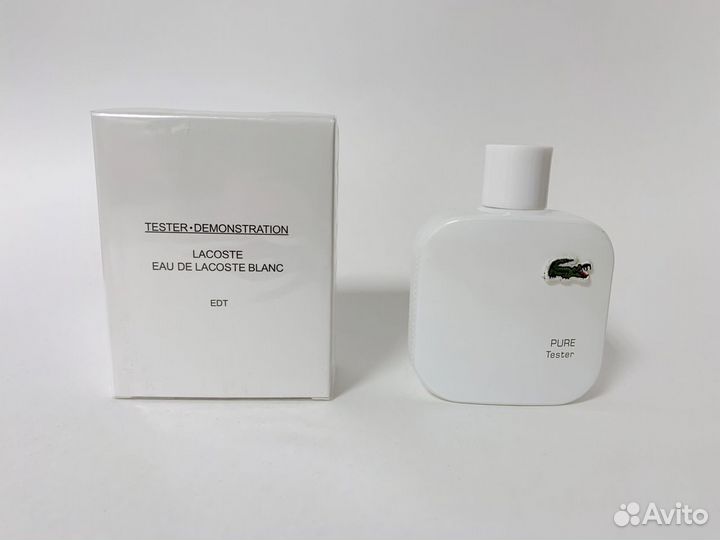 TESTER•DEMONSTRATION
LACOSTE
EAU DE LACOSTE BLANC
EDT
PURE
Tester
Avito